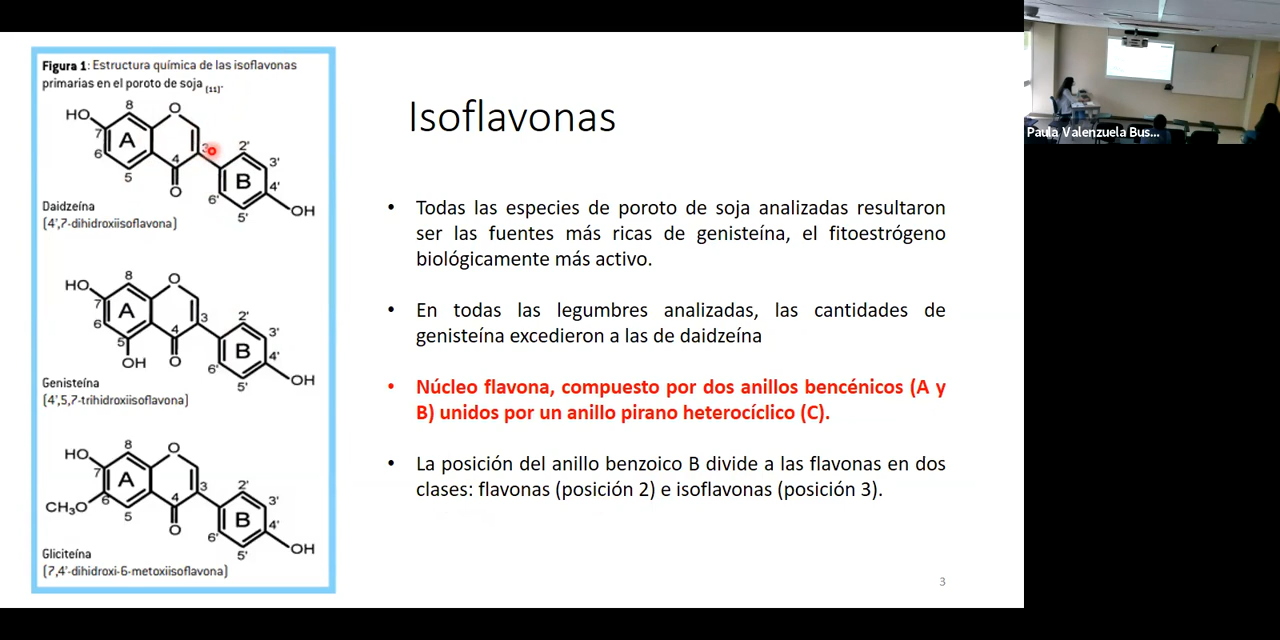 Figura 1: Estructura química de las isoflavonas
primarias en el poroto de soja (11).
HO
8
O
7
A
6
5
4
3
O
2'
B
3'
4'
6'
5'
OH
Daidzeína
(4',7-dihidroxiisoflavona)
HO
8
O
7
A
6
5
4
3
OH
O
2'
B
3'
4'
6'
5'
OH
Genisteína
(4',5,7-trihidroxiisoflavona)
HO
8
O
7
A
6
CH3O
5
4
3
O
2'
B
3'
4'
6'
5'
OH
Gliciteína
(7,4'-dihidroxi-6-metoxiisoflavona)
Isoflavonas
• Todas las especies de poroto de soja analizadas resultaron
ser las fuentes más ricas de genisteína, el fitoestrógeno
biológicamente más activo.
• En todas las legumbres analizadas, las cantidades de
genisteína excedieron a las de daidzeína
• Núcleo flavona, compuesto por dos anillos bencénicos (A y
B) unidos por un anillo pirano heterocíclico (C).
• La posición del anillo benzoico B divide a las flavonas en dos
clases: flavonas (posición 2) e isoflavonas (posición 3).
3
Paula Valenzuela Bus...